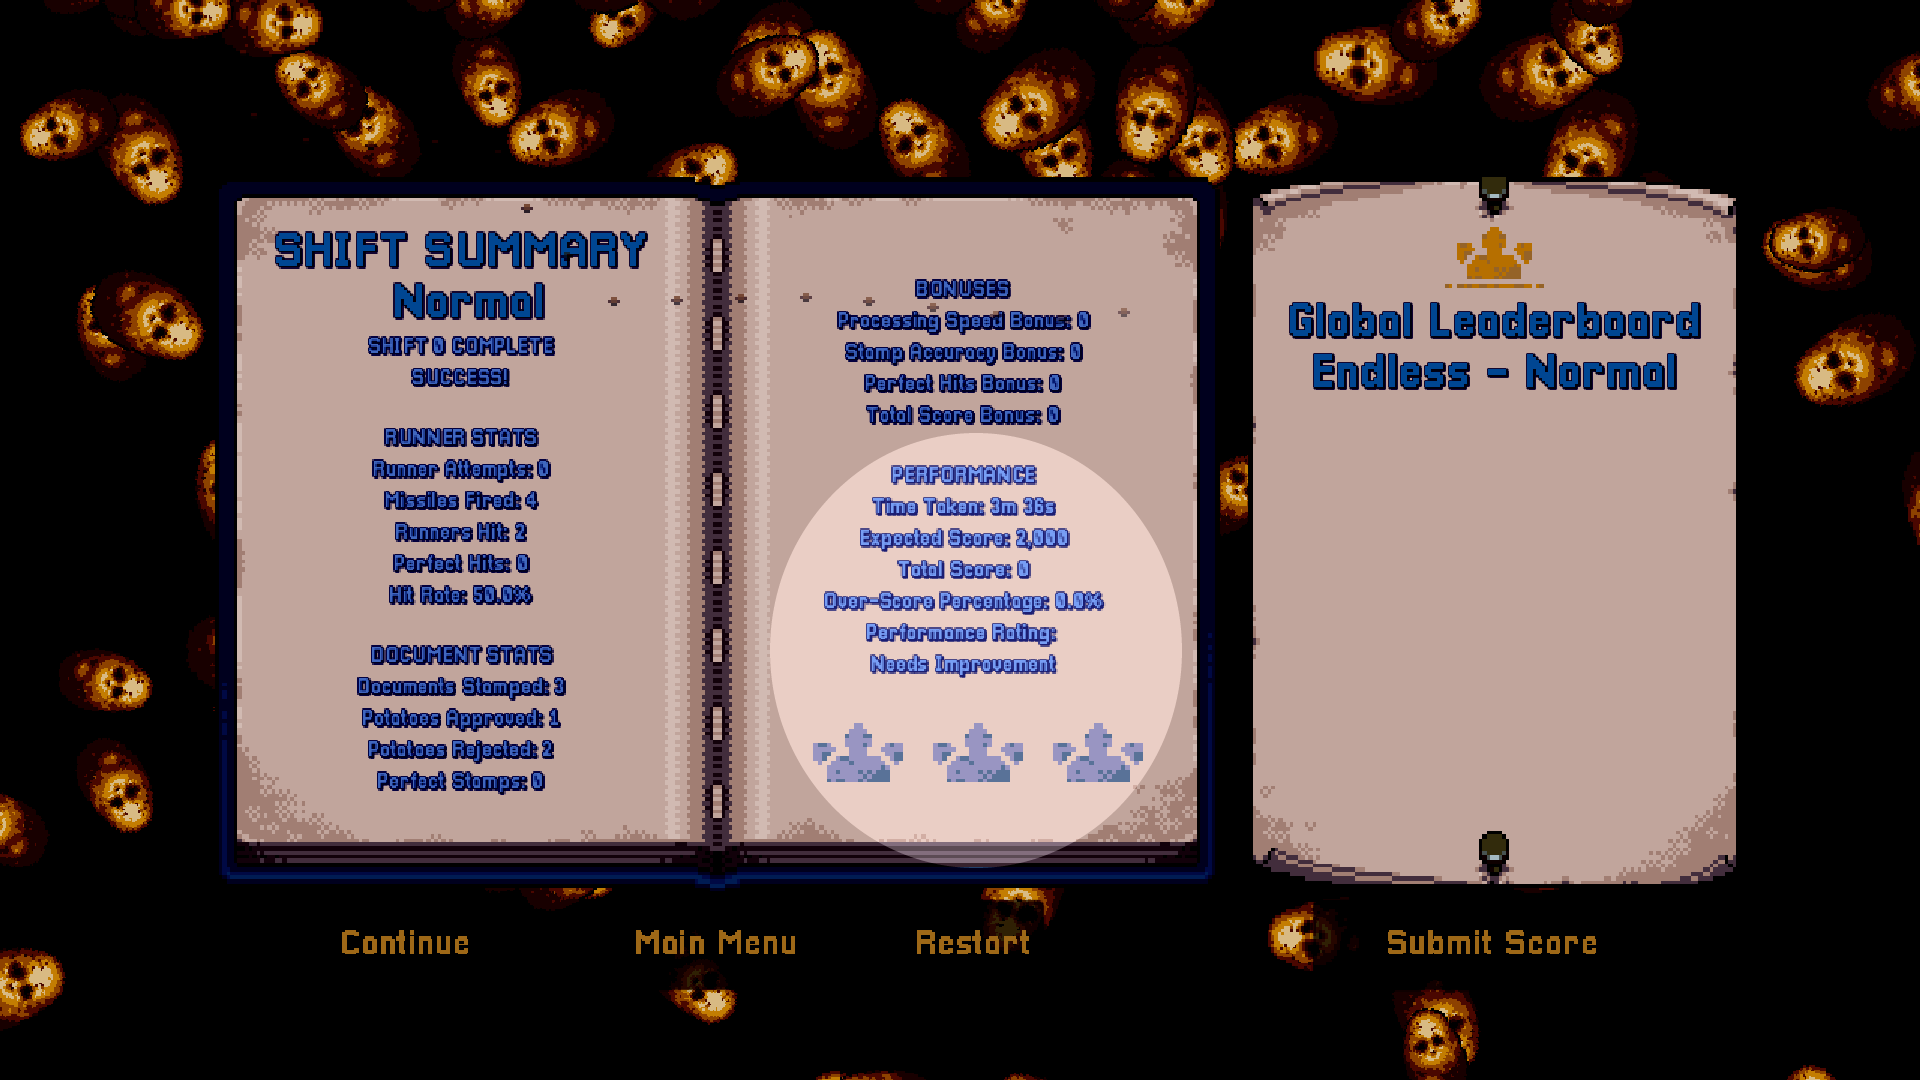 SHIFT SUMMARY
Normal
SHIFT 0 COMPLETE
SUCCESS!
RUNNER STATS
Runner Attempts: 0
Missiles Fired: 4
Runners Hit: 2
Perfect Hits: 0
Hit Rate: 50.0%
DOCUMENT STATS
Documents Stamped: 3
Potatoes Approved: 1
Potatoes Rejected: 2
Perfect Stamps: 0
BONUSES
Processing Speed Bonus: 0
Stamp Accuracy Bonus: 0
Perfect Hits Bonus: 0
Total Score Bonus: 0
PERFORMANCE
Time Taken: 3m 36s
Expected Score: 2,000
Total Score: 0
Over-Score Percentage: 0.0%
Performance Rating:
Needs Improvement
Global Leaderboard
Endless - Normal
Continue
Main Menu
Restart
Submit Score